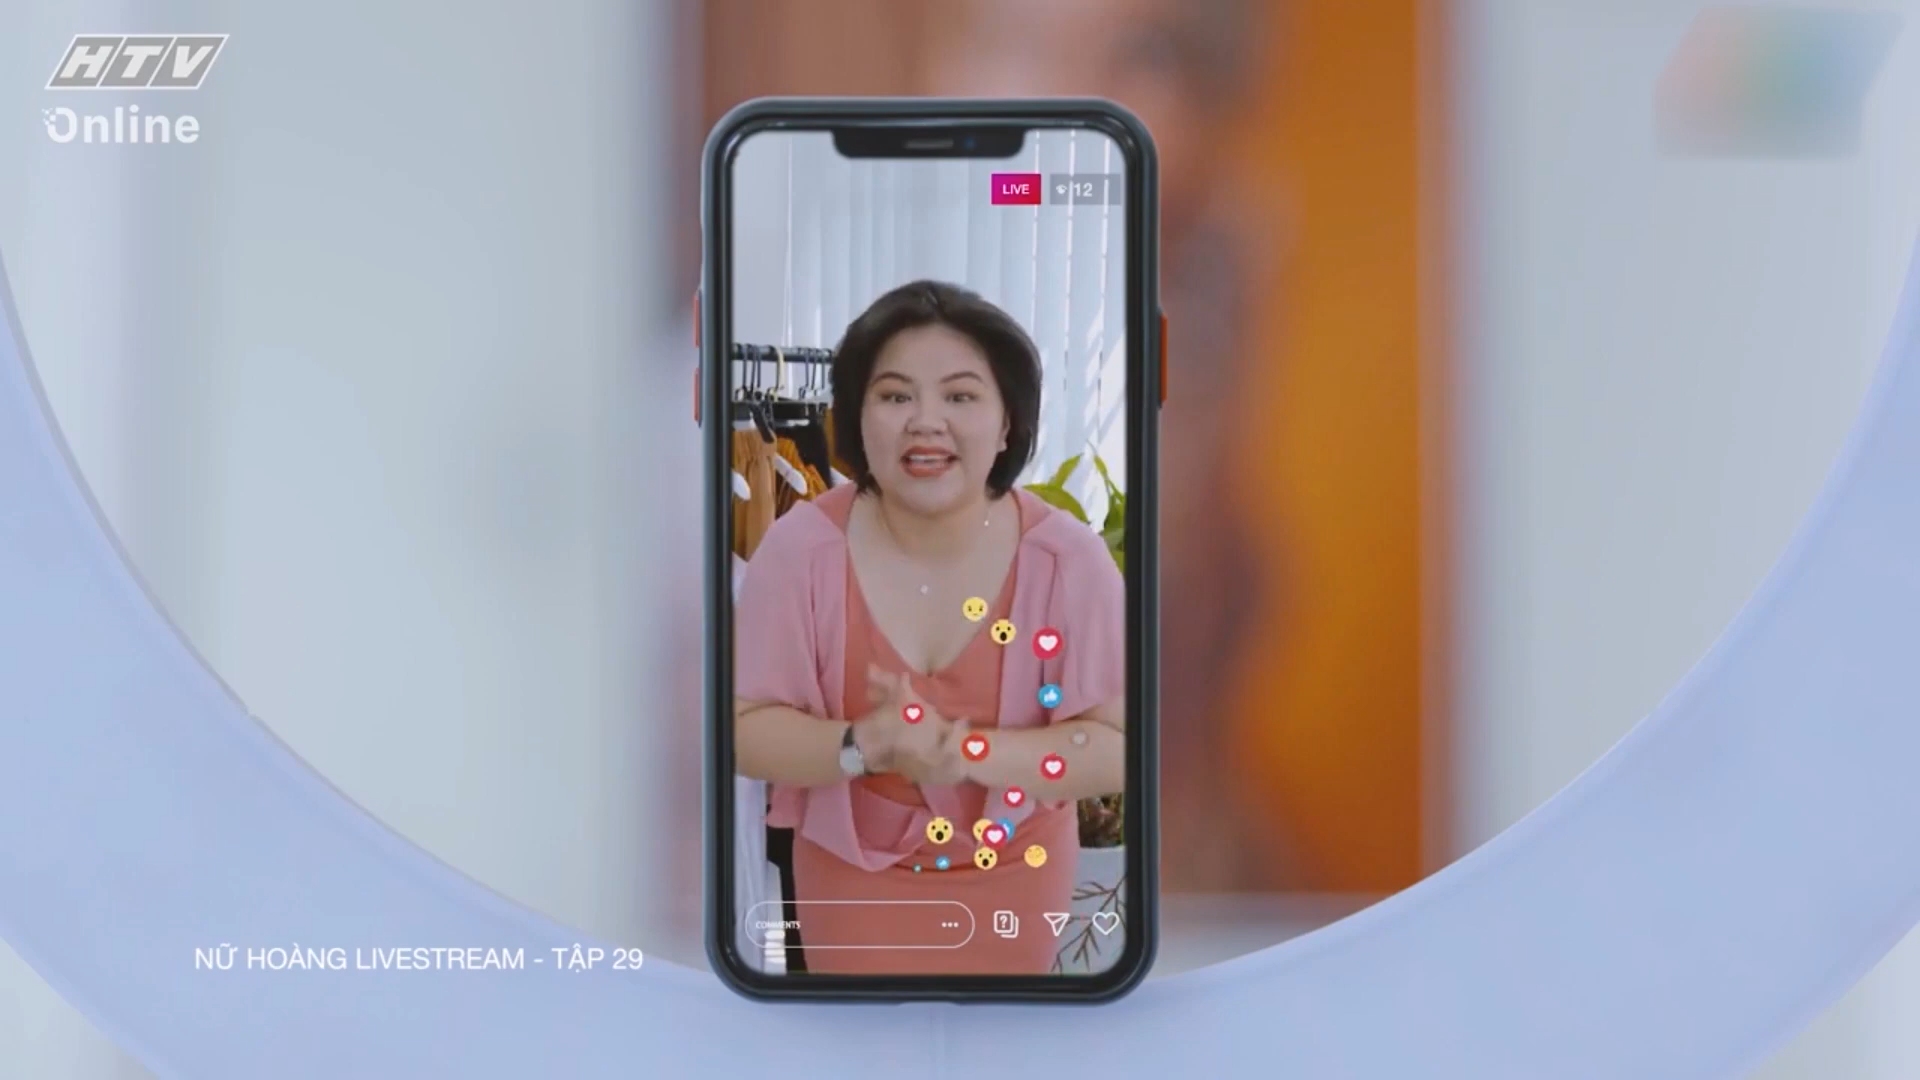 HTV
Online
LIVE
12
COMMENTS
NỮ HOÀNG LIVESTREAM - TẬP 29